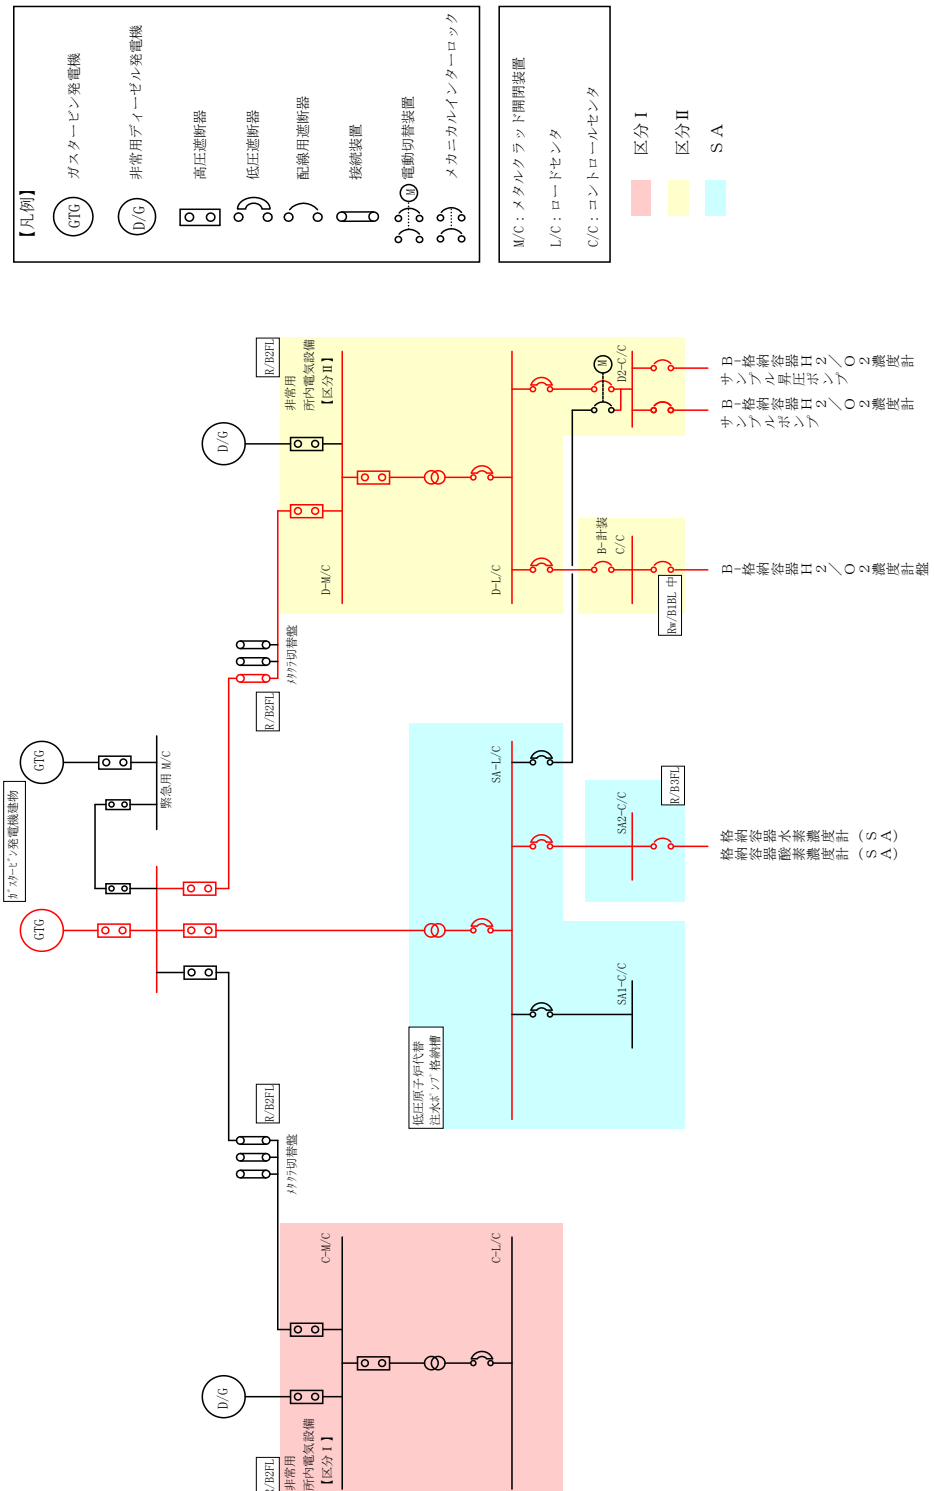 【凡例】
GTG
ガスタービン発電機
D/G
非常用ディーゼル発電機
高圧遮断器
低圧遮断器
配線用遮断器
接続装置
M
電動切替装置
メカニカルインターロック
M/C：メタルクラッド開閉装置
L/C：ロードセンタ
C/C：コントロールセンタ
区分Ⅰ
区分Ⅱ
ＳＡ
R/B2FL
非常用
所内電気設備
【区分Ⅱ】
D/G
D-M/C
D-L/C
M
D2-C/C
B-計装
C/C
Rw/B1BL 中
B-格納容器Ｈ２／Ｏ２濃度計
サンプル昇圧ポンプ
B-格納容器Ｈ２／Ｏ２濃度計
サンプルポンプ
B-格納容器Ｈ２／Ｏ２濃度計盤
メタクラ切替盤
R/B2FL
ガスタービン発電機建物
GTG
緊急用 M/C
GTG
SA-L/C
SA2-C/C
R/B3FL
格納容器水素濃度計（ＳＡ）
格納容器酸素濃度計（ＳＡ）
SA1-C/C
低圧原子炉代替
注水ポンプ格納槽
R/B2FL
メタクラ切替盤
C-M/C
C-L/C
D/G
R/B2FL
非常用
所内電気設備
【区分Ⅰ】